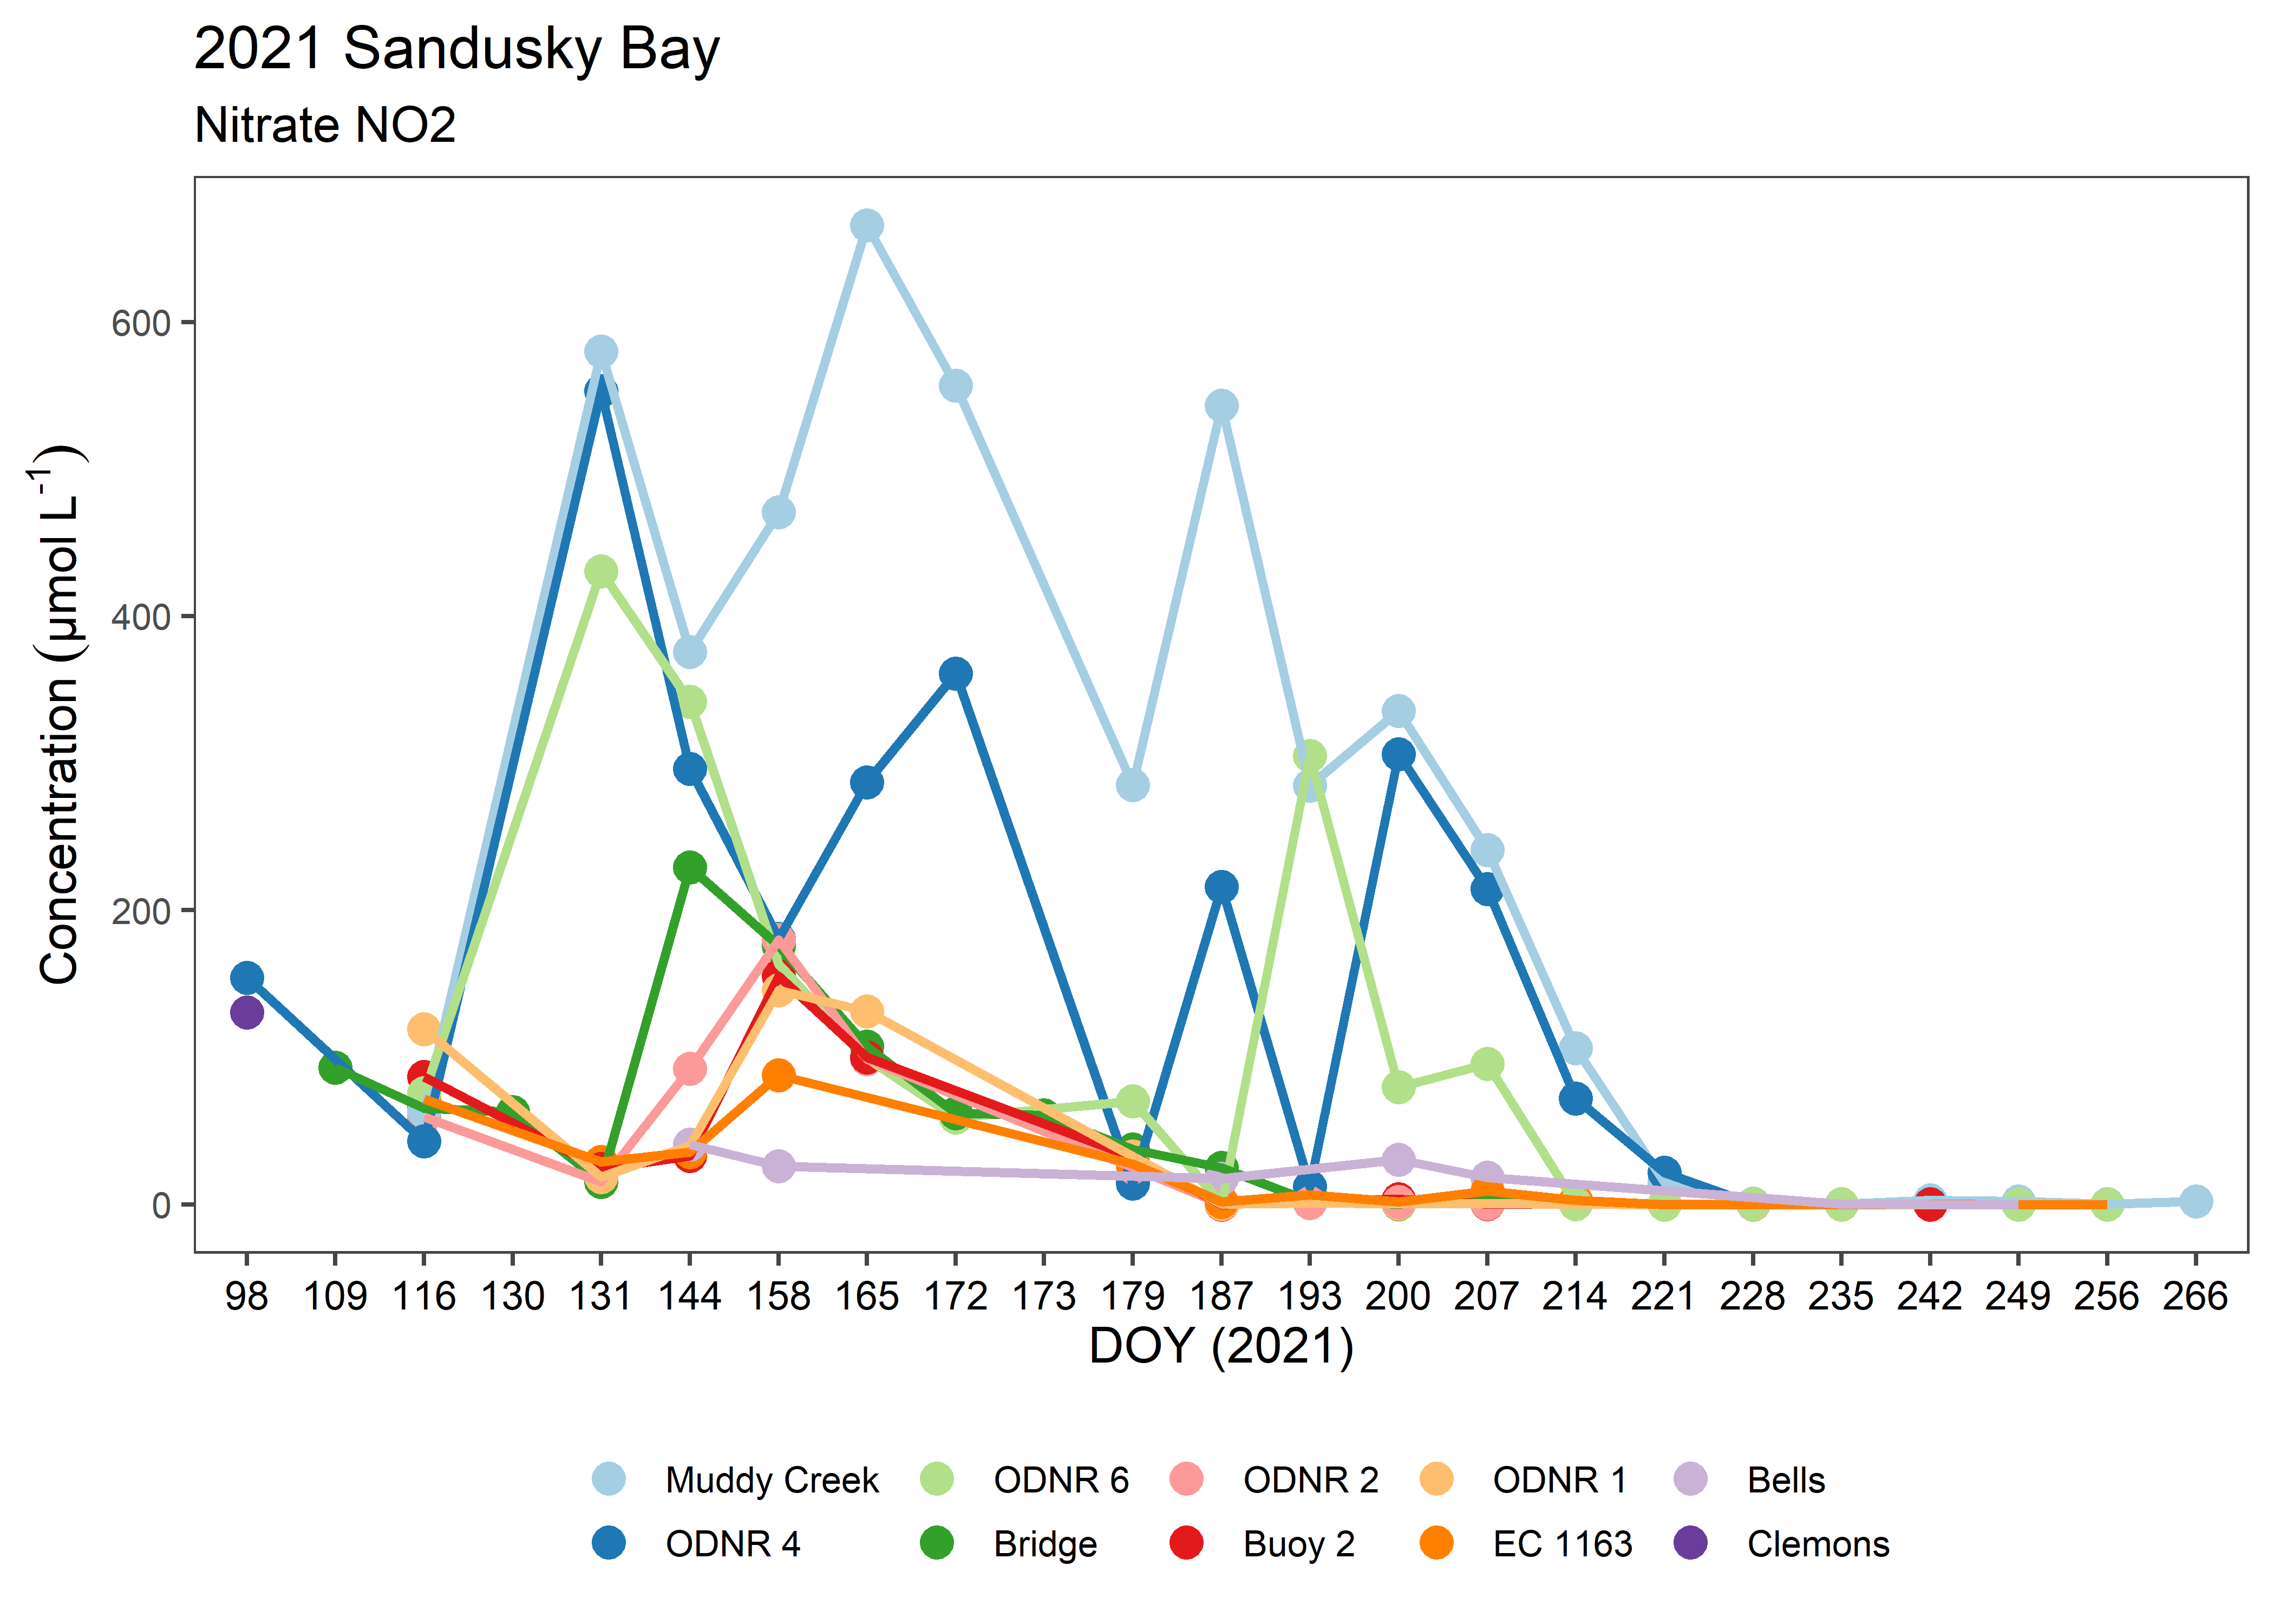 2021 Sandusky Bay
Nitrate NO2
Concentration (µmol L-1)
600
400
200
0
98 109 116 130 131 144 158 165 172 173 179 187 193 200 207 214 221 228 235 242 249 256 266
DOY (2021)
Muddy Creek ODNR 6 ODNR 2 ODNR 1 Bells
ODNR 4 Bridge Buoy 2 EC 1163 Clemons